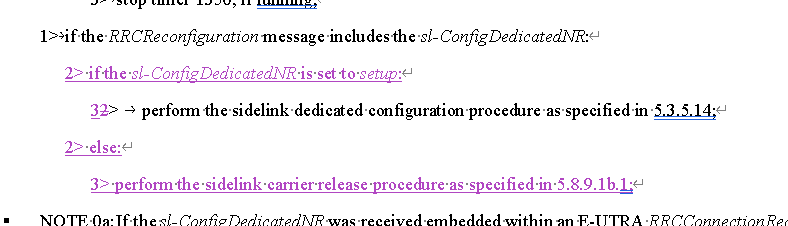 3> stop timer T350, if running;
1> if the RRCReconfiguration message includes the sl-ConfigDedicatedNR:
2> if the sl-ConfigDedicatedNR is set to setup:
32> perform the sidelink dedicated configuration procedure as specified in 5.3.5.14;
2> else:
3> perform the sidelink carrier release procedure as specified in 5.8.9.1b.1;
NOTE 0a: If the sl-ConfigDedicatedNR was received embedded within an E-UTRA